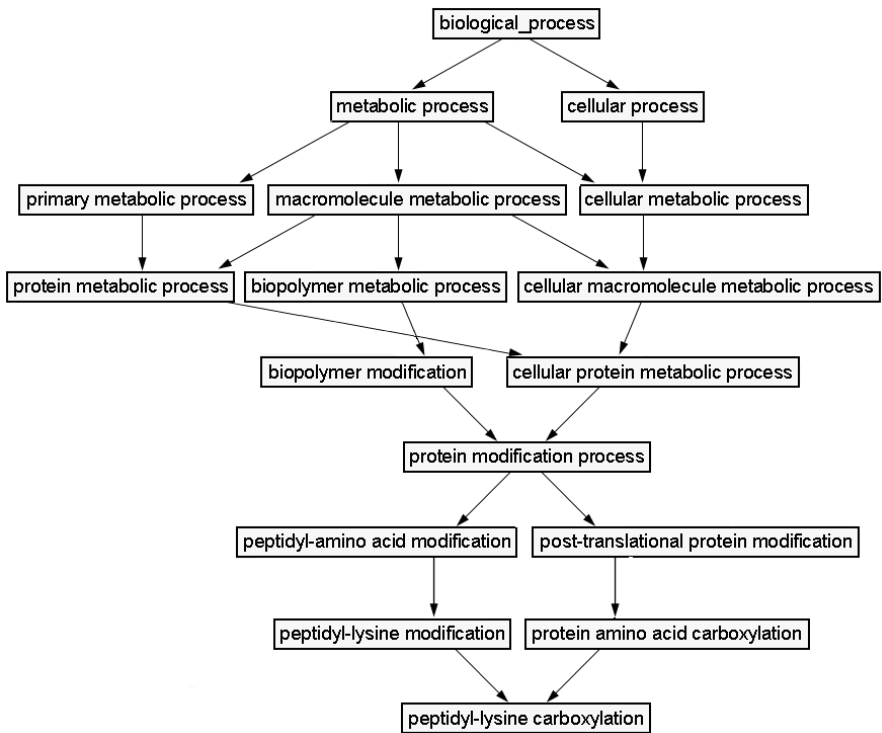 biological_process
metabolic process
cellular process
primary metabolic process
macromolecule metabolic process
cellular metabolic process
protein metabolic process
biopolymer metabolic process
cellular macromolecule metabolic process
biopolymer modification
cellular protein metabolic process
protein modification process
peptidyl-amino acid modification
post-translational protein modification
peptidyl-lysine modification
protein amino acid carboxylation
peptidyl-lysine carboxylation